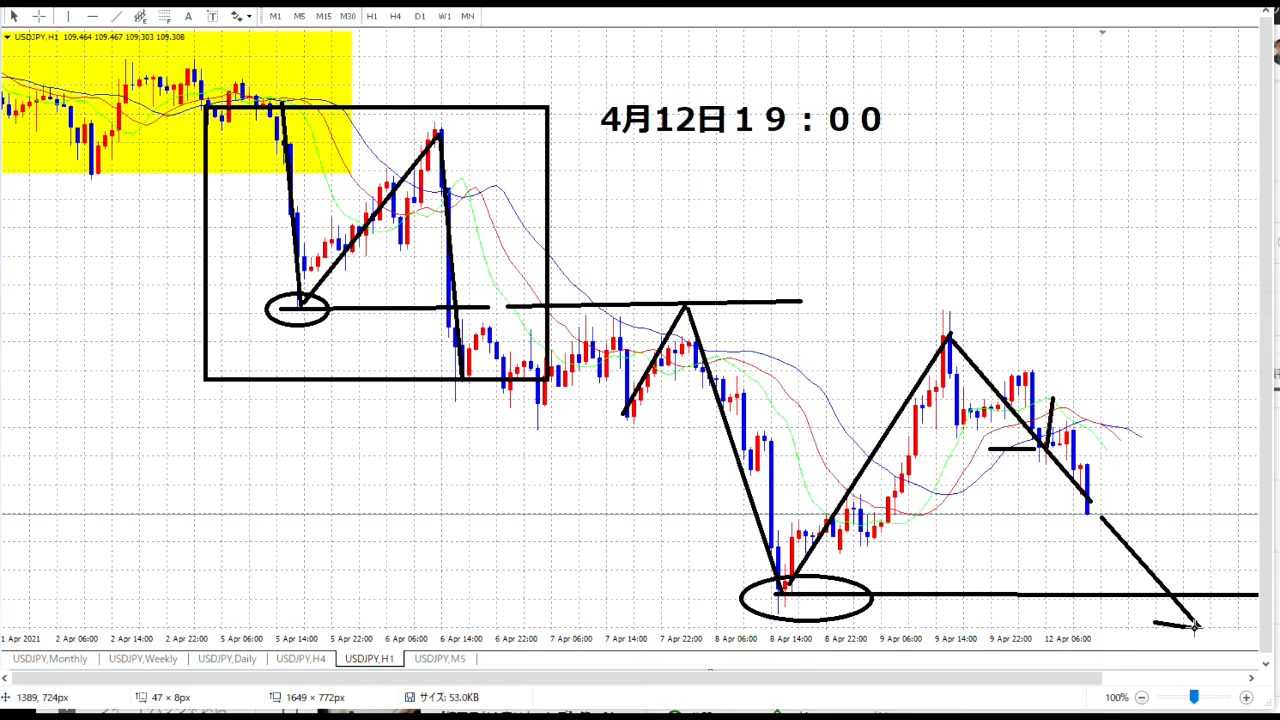 A T M1 M5 M15 M30 H1 H4 D1 W1 MN
USDJPY,H1 109.464 109.467 109.303 109.308
4月12日１９：００
1 Apr 2021 2 Apr 06:00 2 Apr 14:00 2 Apr 22:00 5 Apr 06:00 5 Apr 14:00 5 Apr 22:00 6 Apr 06:00 6 Apr 14:00 6 Apr 22:00 7 Apr 06:00 7 Apr 14:00 7 Apr 22:00 8 Apr 06:00 8 Apr 14:00 8 Apr 22:00 9 Apr 06:00 9 Apr 14:00 9 Apr 22:00 12 Apr 06:00
USDJPY,Monthly USDJPY,Weekly USDJPY,Daily USDJPY,H4 USDJPY,H1 USDJPY,M5
1389, 724px 47 × 8px 1649 × 772px サイズ: 53.0KB 100%